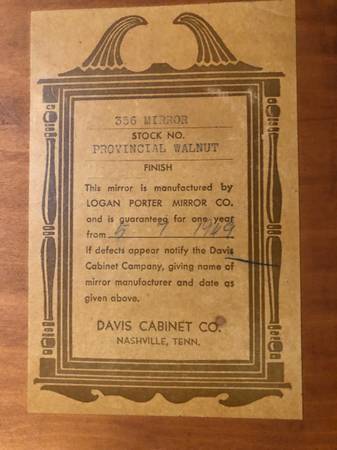 336 MIRROR
STOCK NO.
PROVINCIAL WALNUT
FINISH
This mirror is manufactured by
LOGAN PORTER MIRROR CO.
and is guaranteed for one year
from 5 7 1949
If defects appear notify the Davis
Cabinet Company, giving name of
mirror manufacturer and date as
given above.
DAVIS CABINET CO.
NASHVILLE, TENN.